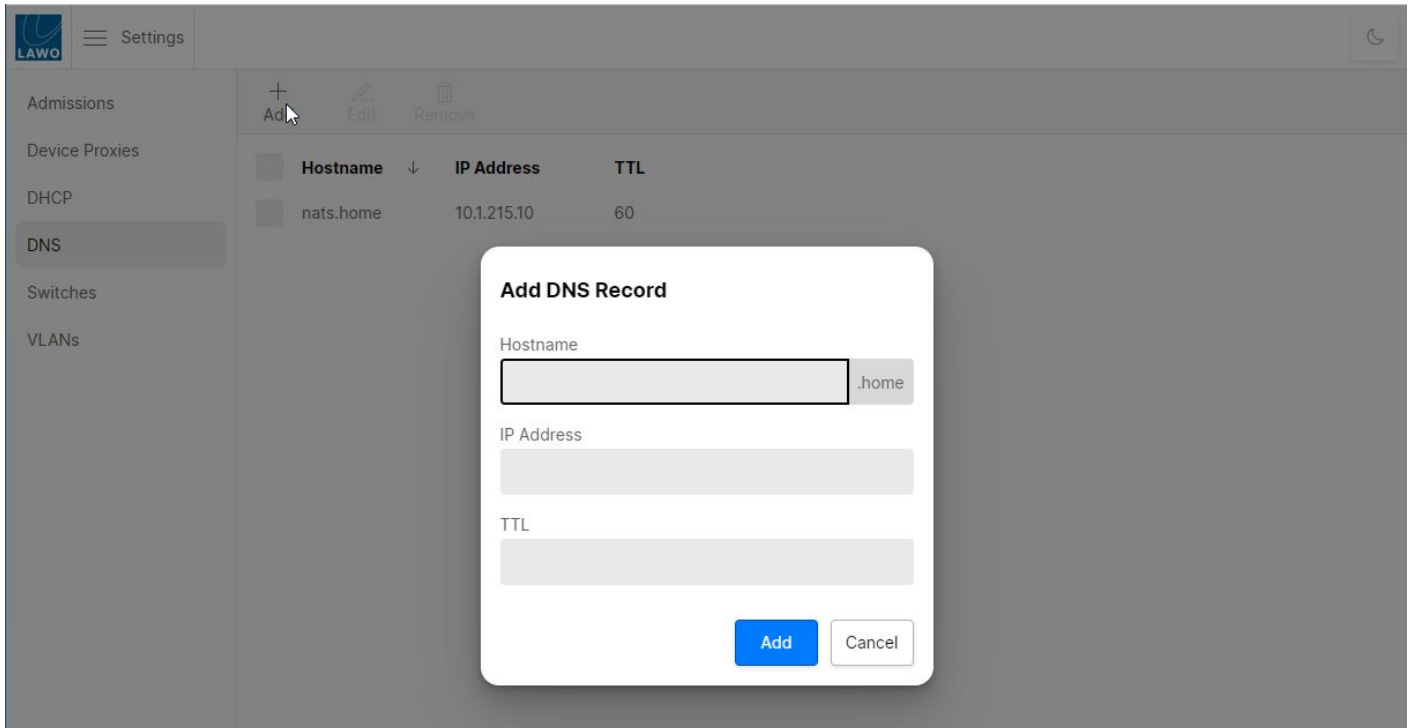 LAWO Settings
Admissions
Device Proxies
DHCP
DNS
Switches
VLANs
Add Edit Remove
Hostname ↓ IP Address TTL
nats.home 10.1.215.10 60
Add DNS Record
Hostname
.home
IP Address
TTL
Add Cancel